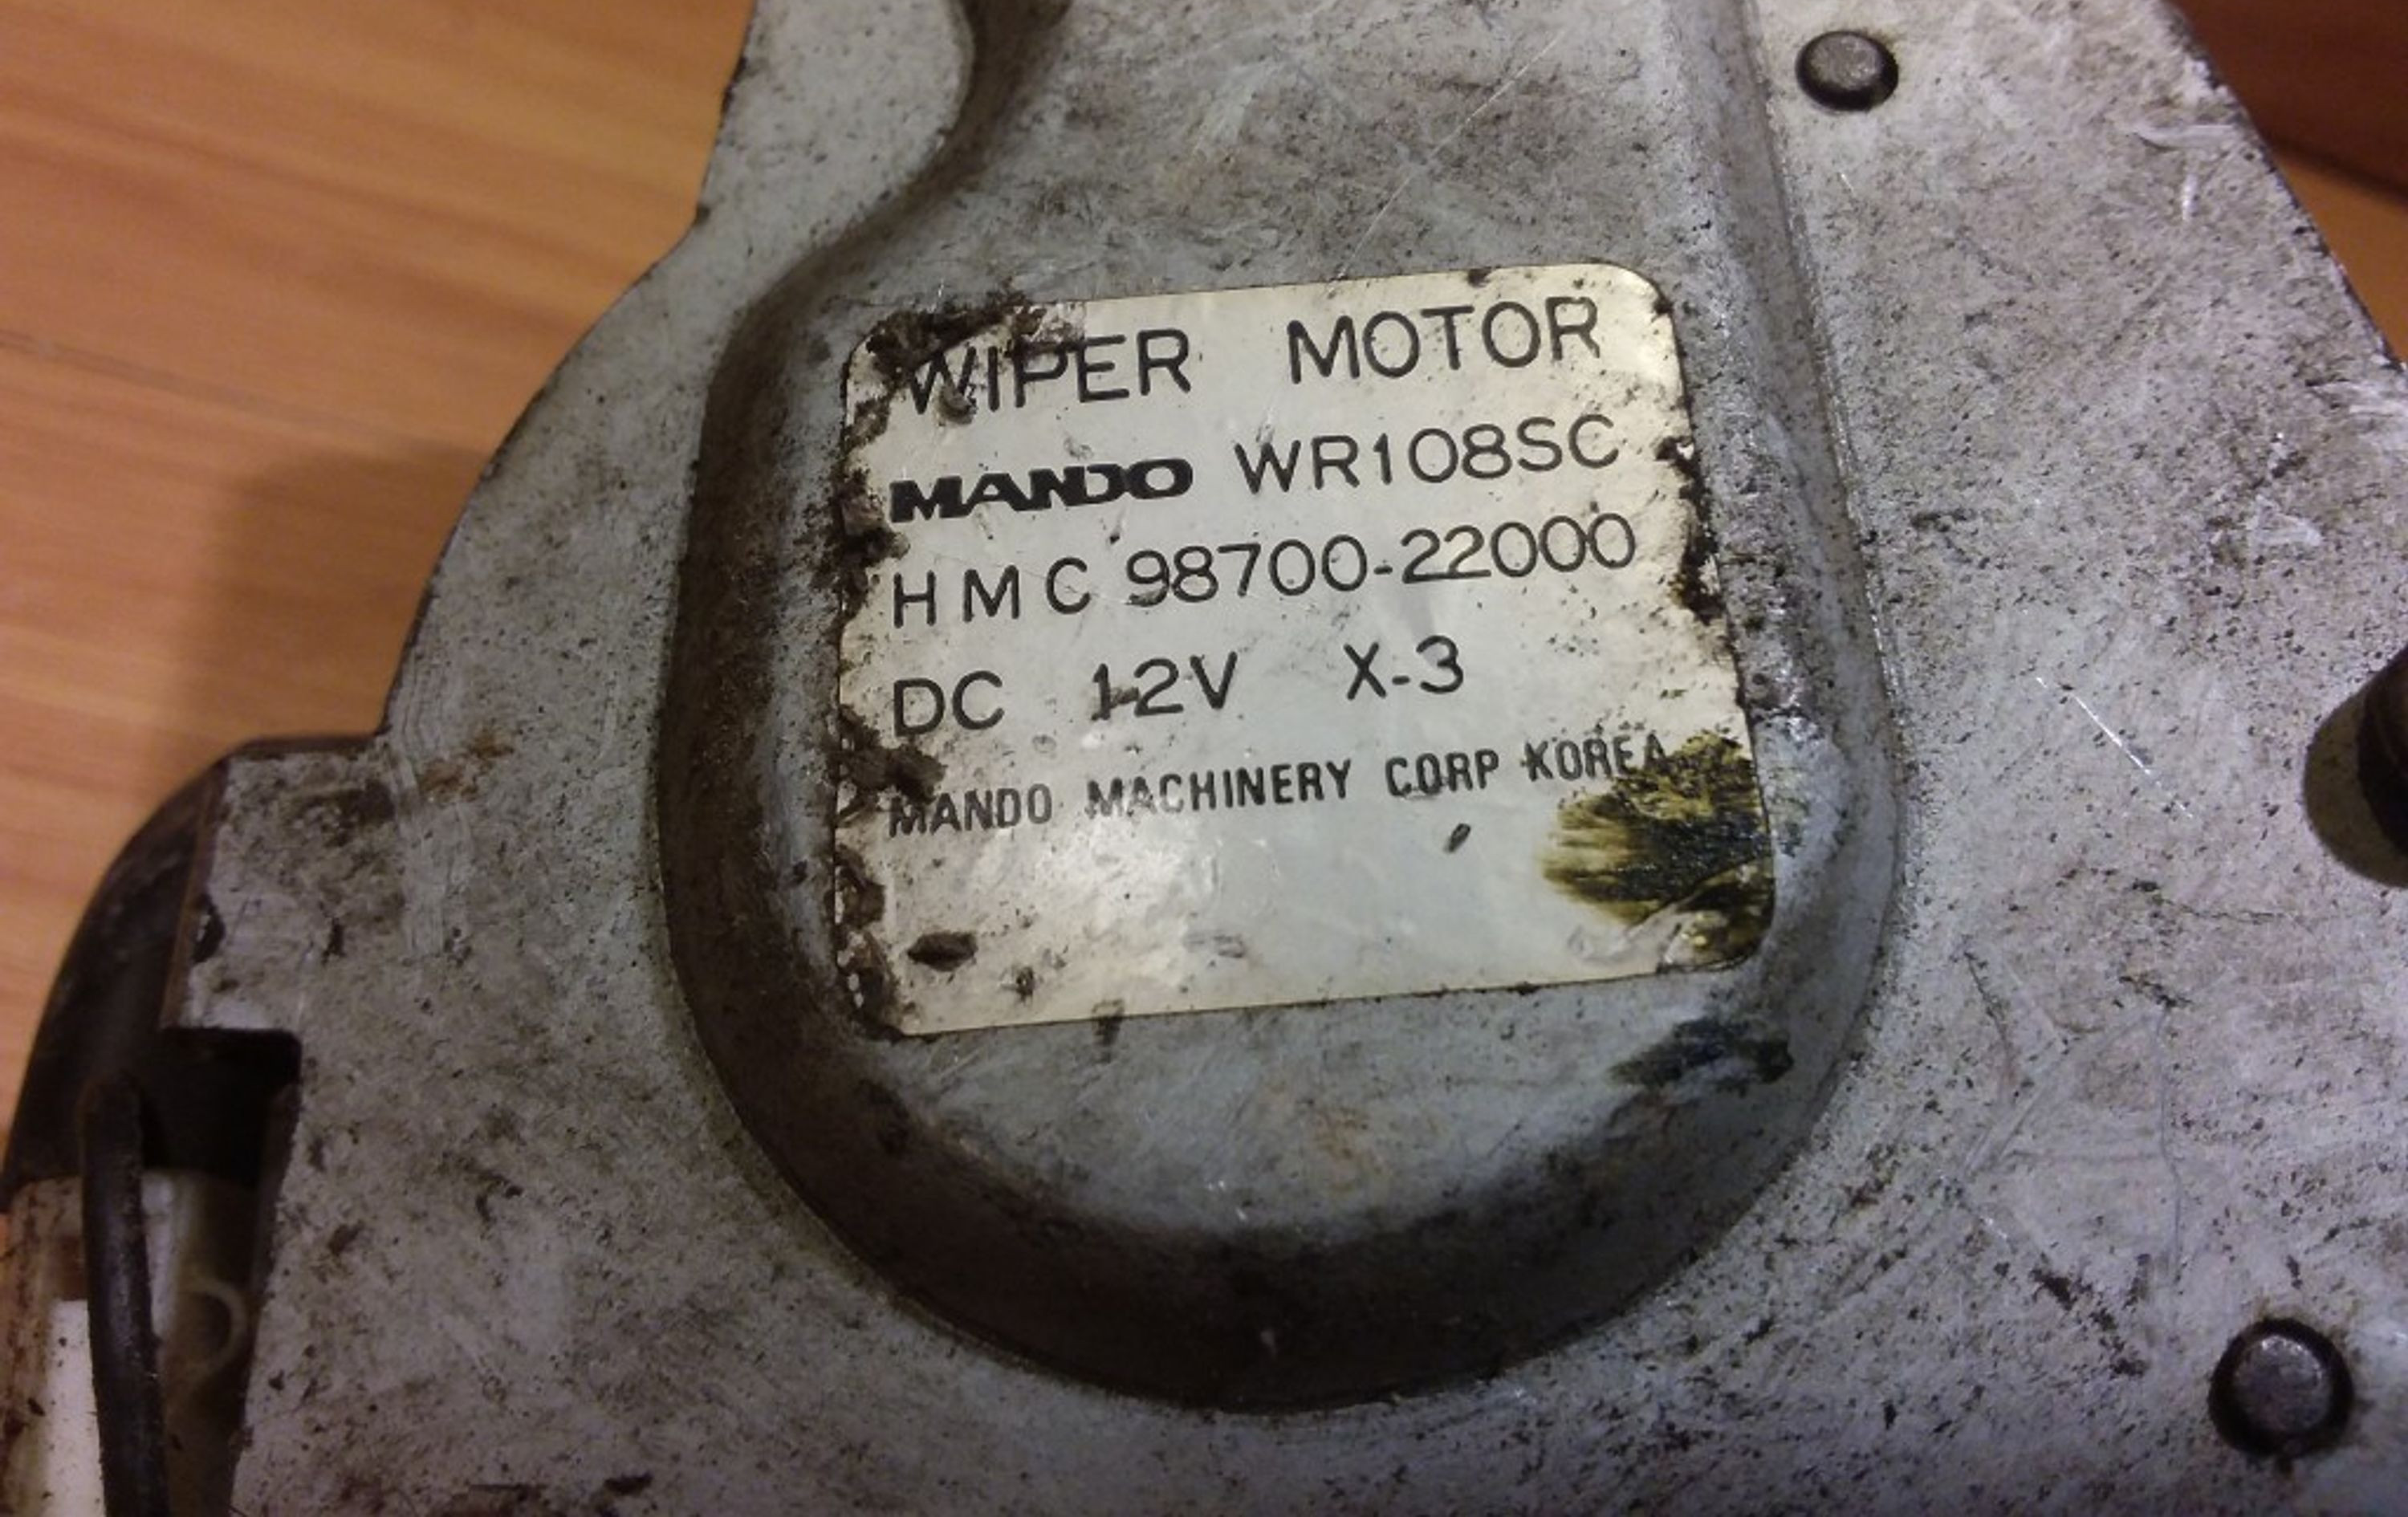 WIPER MOTOR
MANDO WR108SC
HMC 98700-22000
DC 12V X-3
MANDO MACHINERY CORP KOREA